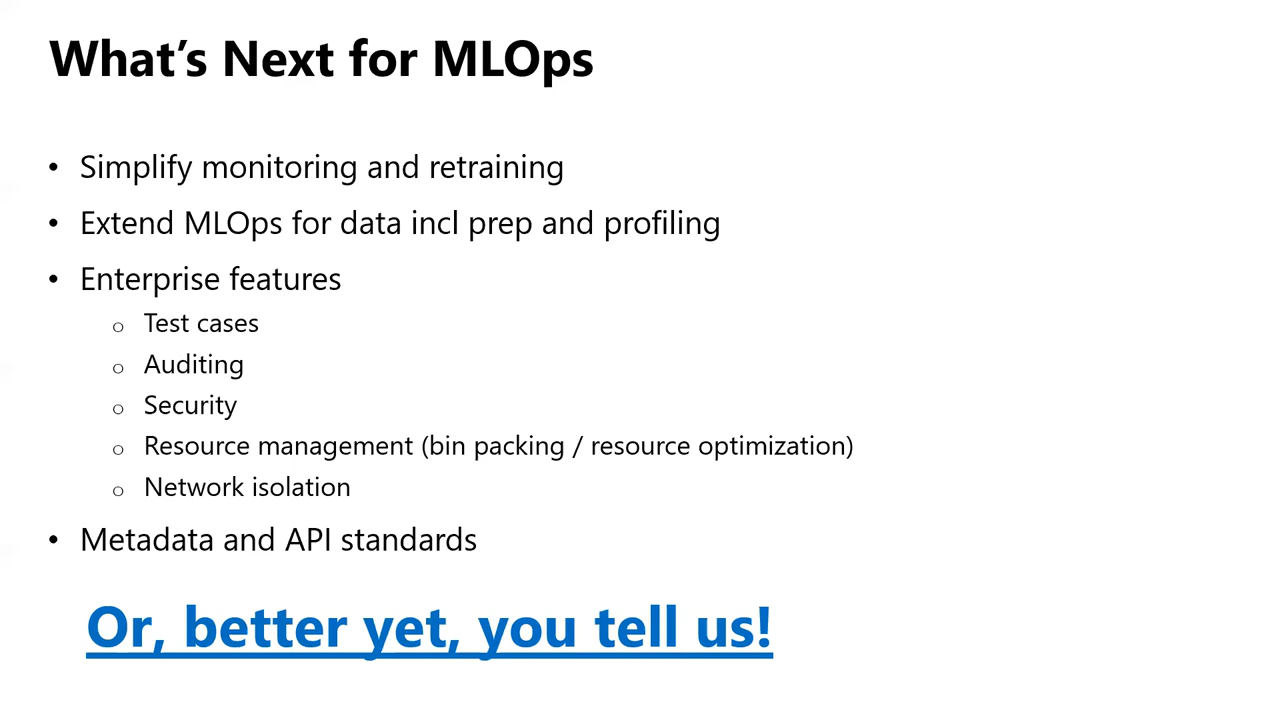 What’s Next for MLOps
• Simplify monitoring and retraining
• Extend MLOps for data incl prep and profiling
• Enterprise features
o Test cases
o Auditing
o Security
o Resource management (bin packing / resource optimization)
o Network isolation
• Metadata and API standards
Or, better yet, you tell us!